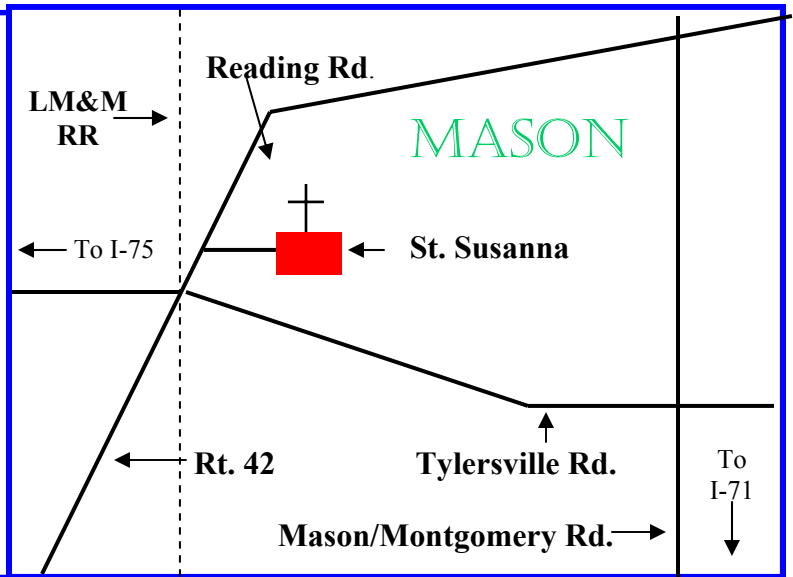 Reading Rd.
LM&M
RR
MASON
To I-75
St. Susanna
Rt. 42
Tylersville Rd.
To
I-71
Mason/Montgomery Rd.